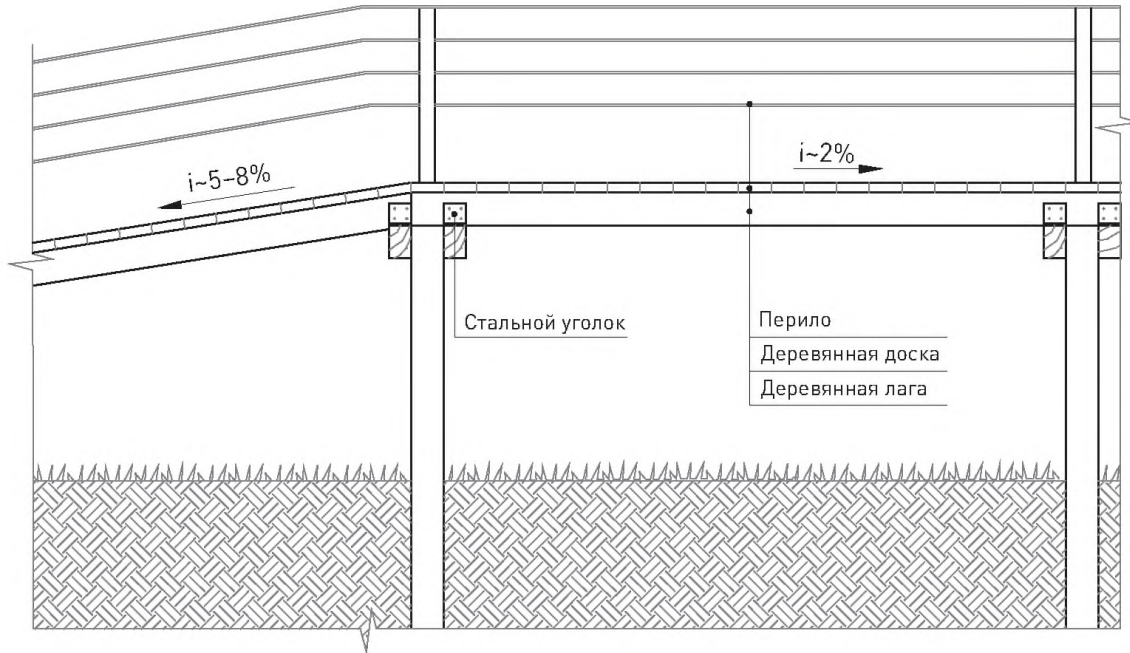 i~5-8%
i~2%
Стальной уголок
Перило
Деревянная доска
Деревянная лага